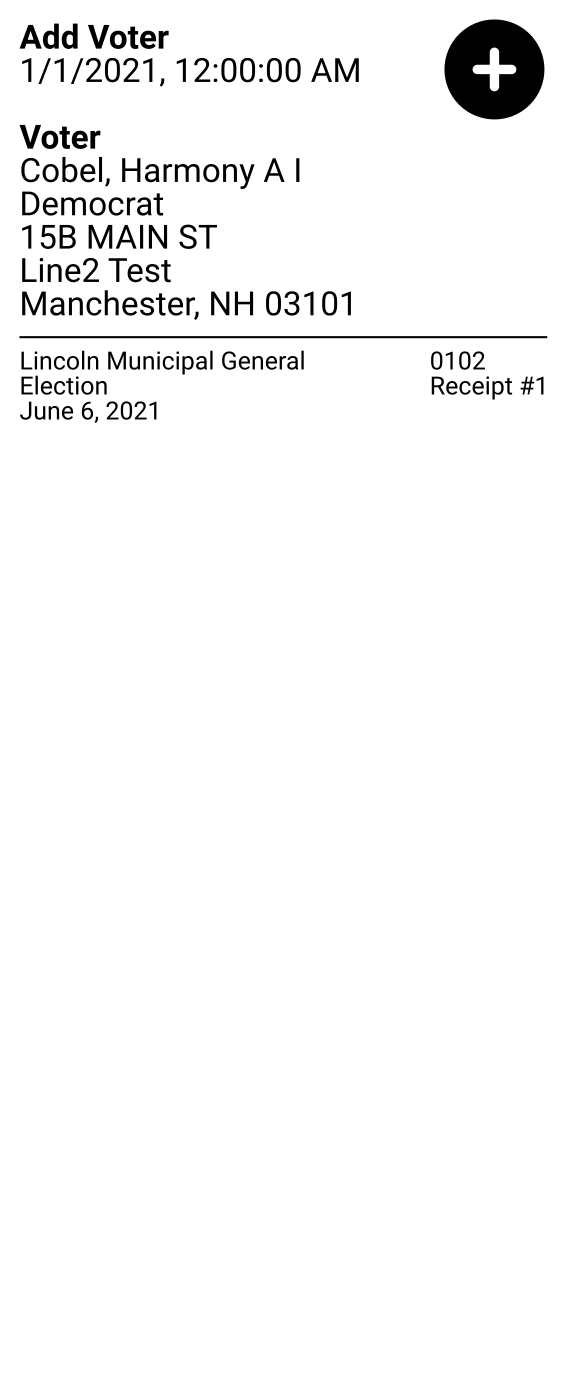 Add Voter
1/1/2021, 12:00:00 AM
Voter
Cobel, Harmony A I
Democrat
15B MAIN ST
Line2 Test
Manchester, NH 03101
Lincoln Municipal General
Election
June 6, 2021
0102
Receipt #1